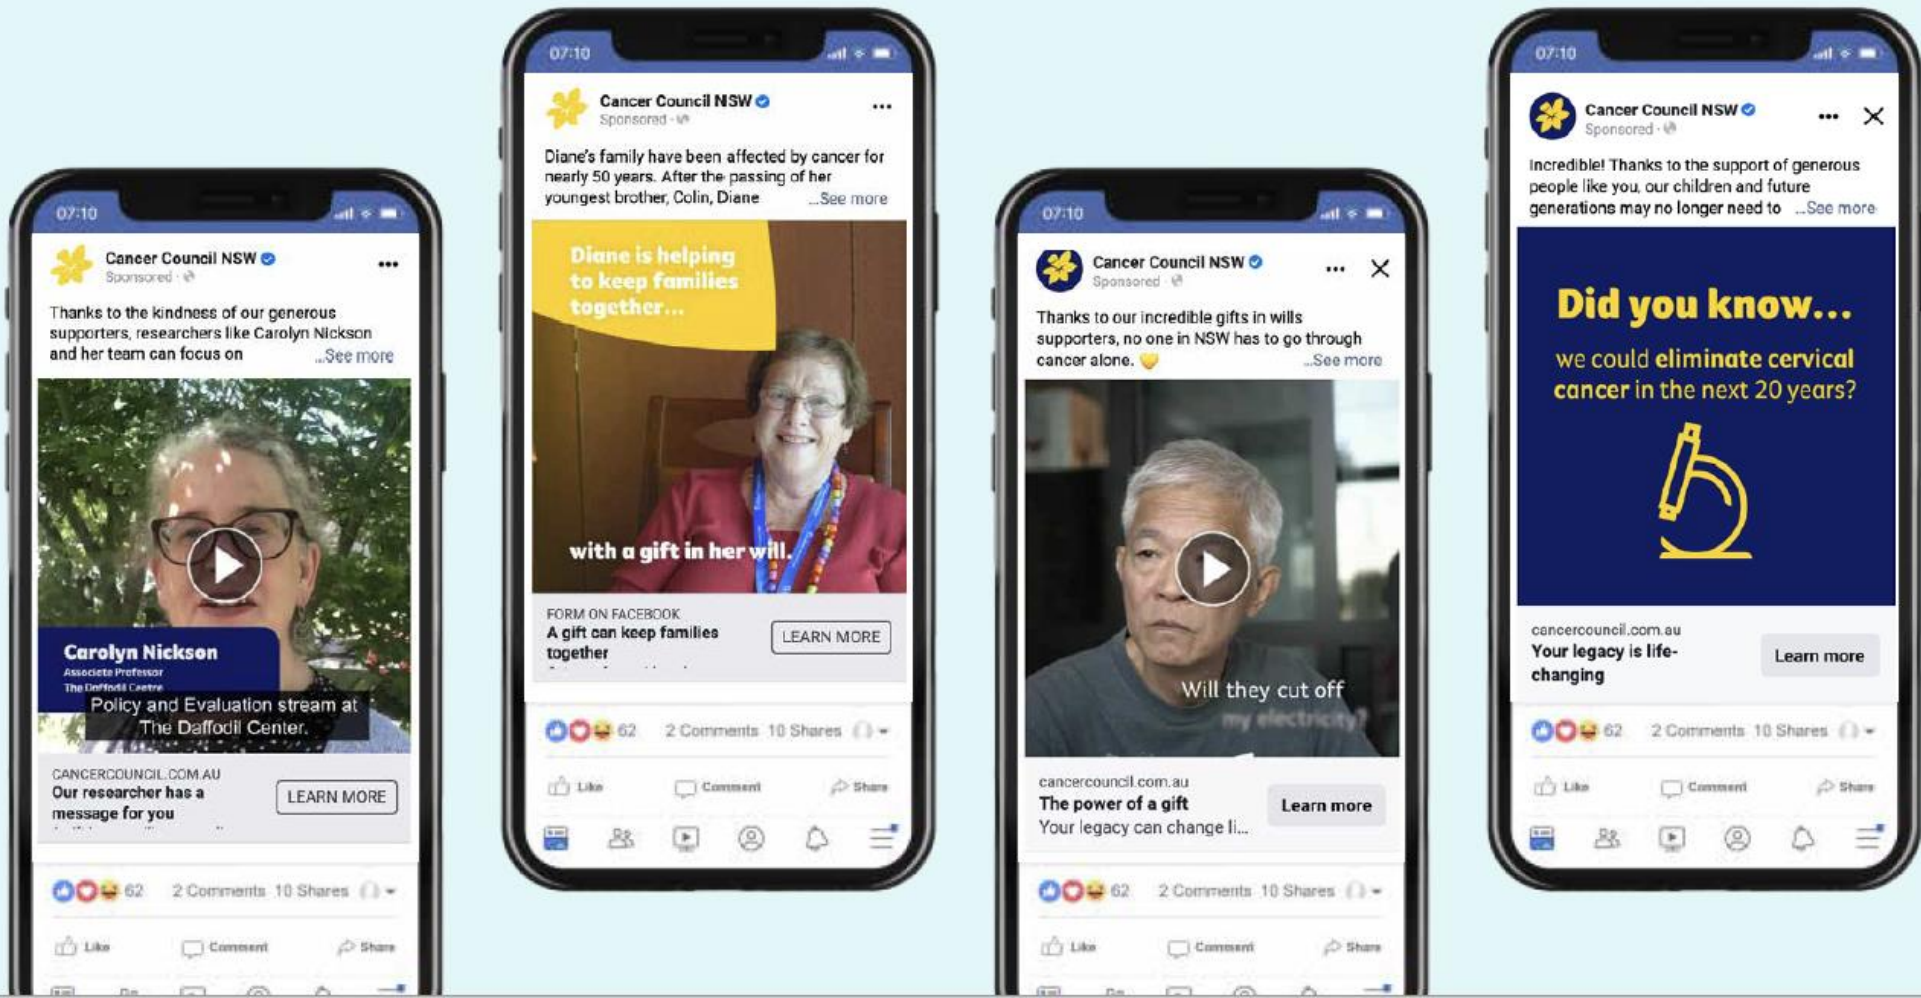 07:10
Cancer Council NSW
Sponsored ·
Thanks to the kindness of our generous
supporters, researchers like Carolyn Nickson
and her team can focus on ...See more
Carolyn Nickson
Associate Professor
The Daffodil Centre
Policy and Evaluation stream at
The Daffodil Center.
CANCERCOUNCIL.COM.AU
Our researcher has a
message for you
LEARN MORE
62 2 Comments 10 Shares
Like Comment Share
07:10
Cancer Council NSW
Sponsored ·
Diane's family have been affected by cancer for
nearly 50 years. After the passing of her
youngest brother, Colin, Diane ...See more
Diane is helping
to keep families
together...
with a gift in her will.
FORM ON FACEBOOK
A gift can keep families
together
LEARN MORE
62 2 Comments 10 Shares
Like Comment Share
07:10
Cancer Council NSW
Sponsored ·
Thanks to our incredible gifts in wills
supporters, no one in NSW has to go through
cancer alone. 💛 ...See more
Will they cut off
my electricity?
cancercouncil.com.au
The power of a gift
Your legacy can change li...
Learn more
62 2 Comments 10 Shares
Like Comment Share
07:10
Cancer Council NSW
Sponsored ·
Incredible! Thanks to the support of generous
people like you, our children and future
generations may no longer need to ...See more
Did you know...
we could eliminate cervical
cancer in the next 20 years?
cancercouncil.com.au
Your legacy is life-
changing
Learn more
62 2 Comments 10 Shares
Like Comment Share